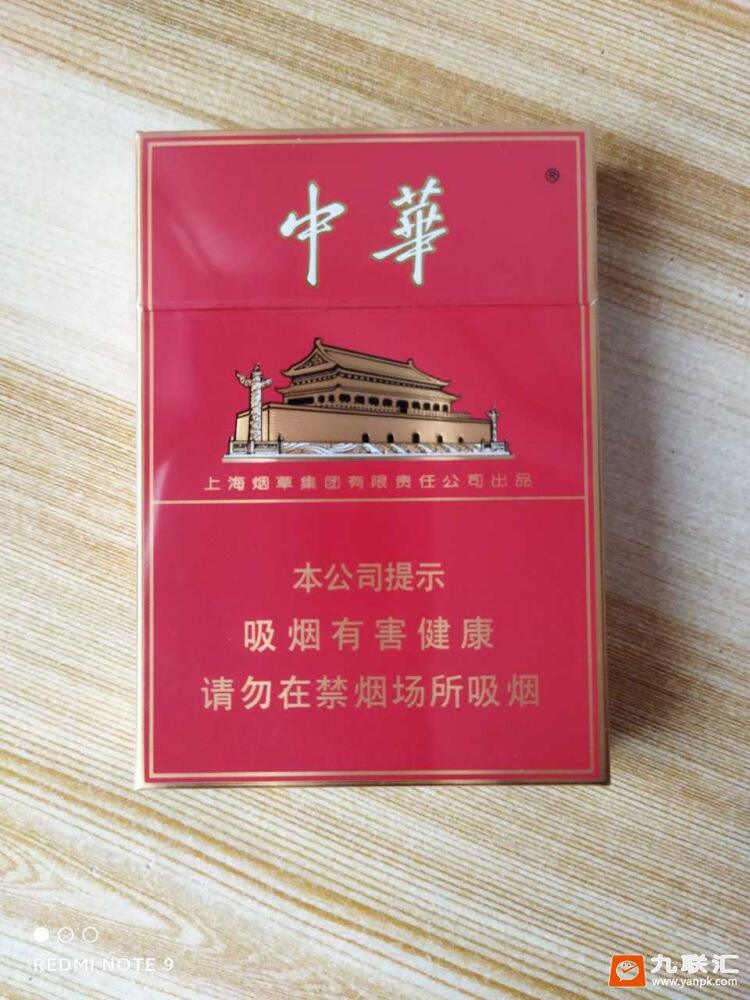 中華
®
上海烟草集团有限责任公司出品
本公司提示
吸烟有害健康
请勿在禁烟场所吸烟
REDMI NOTE 9
九联汇
www.yanpk.com